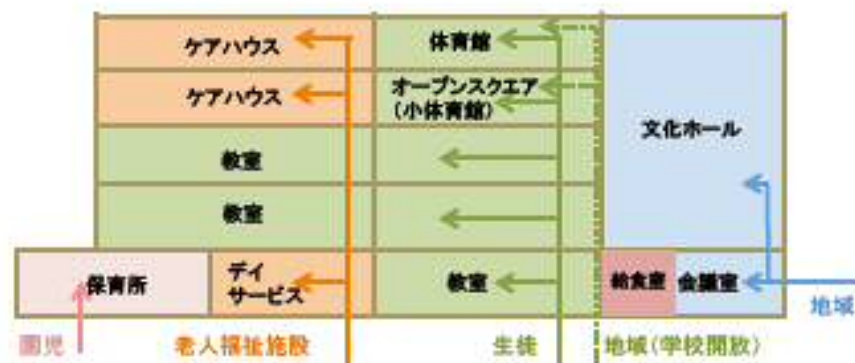 ケアハウス
体育館
ケアハウス
オープンスクエア
(小体育館)
文化ホール
教室
教室
保育所
デイ
サービス
教室
給食室
会議室
地域
園児
老人福祉施設
生徒
地域(学校開放)